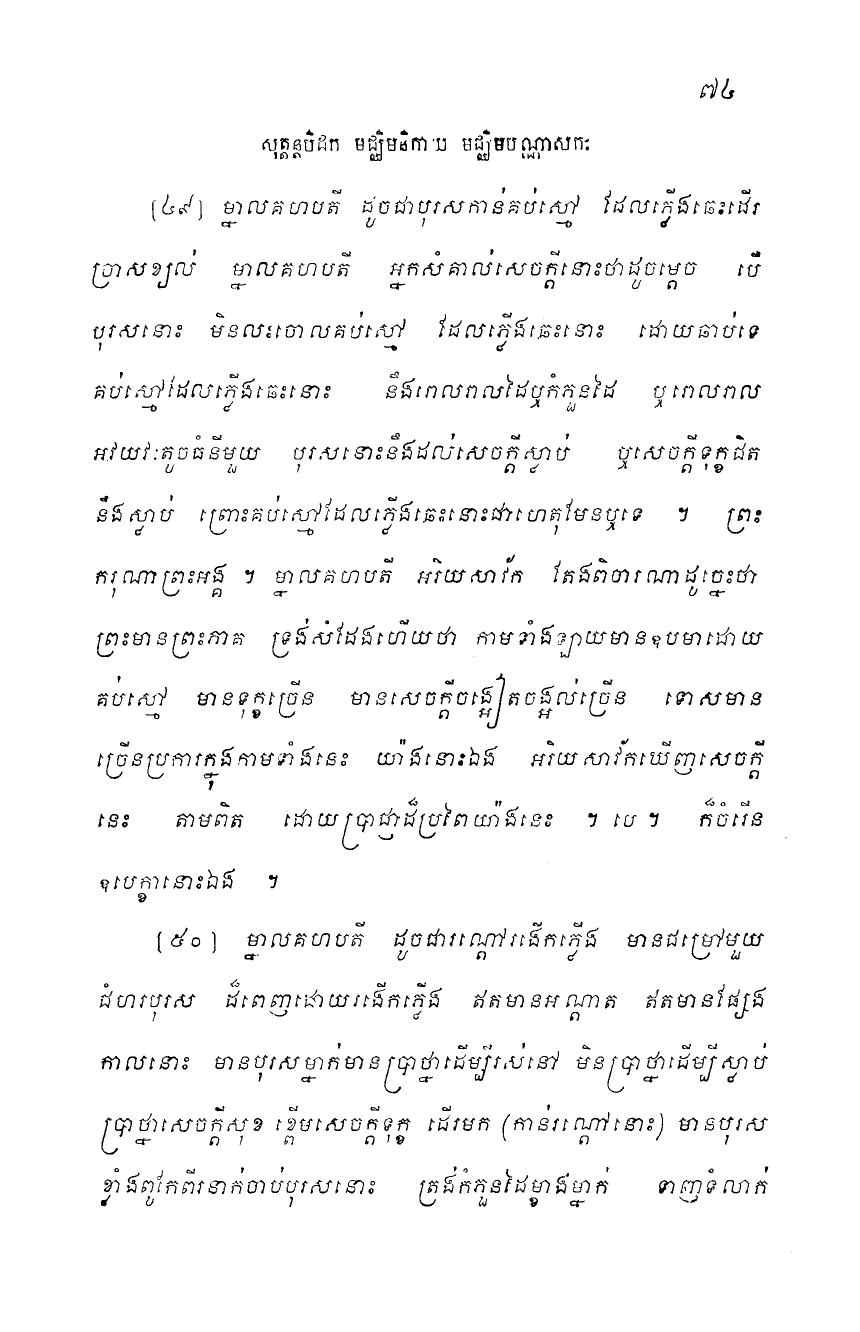 ៧៤
សុត្តន្តបិដក មជ្ឈិមនិកាយ មជ្ឈិមបណ្ណាសកៈ
[៤៩] ម្នាលគហបតី ដូចជាបុរសកាន់គប់ស្មៅ ដែលភ្លើងឆេះដើរ
ច្រាសខ្យល់ ម្នាលគហបតី អ្នកសំគាល់សេចក្តីនោះថាដូចម្តេច បើ
បុរសនោះ មិនលះចោលគប់ស្មៅ ដែលភ្លើងឆេះនោះ ដោយឆាប់ទេ
គប់ស្មៅដែលភ្លើងឆេះនោះ នឹងរោលរាលដៃឬកំភួនដៃ ឬរោលរាល
អវយវៈតូចធំនីមួយ បុរសនោះនឹងដល់សេចក្តីស្លាប់ ឬសេចក្តីទុក្ខជិត
នឹងស្លាប់ ព្រោះគប់ស្មៅដែលភ្លើងឆេះនោះជាហេតុមែនឬទេ ។ ព្រះ
ករុណាព្រះអង្គ ។ ម្នាលគហបតី អរិយសាវ័ក តែងពិចារណាដូច្នេះថា
ព្រះមានព្រះភាគ ទ្រង់សំដែងហើយថា កាមទាំងឡាយមានឧបមាដោយ
គប់ស្មៅ មានទុក្ខច្រើន មានសេចក្តីចង្អៀតចង្អល់ច្រើន ទោសមាន
ច្រើនប្រការក្នុងកាមទាំងនេះ យ៉ាងនោះឯង អរិយសាវ័កឃើញសេចក្តី
នេះ តាមពិត ដោយប្រាជ្ញាដ៏ប្រពៃយ៉ាងនេះ ។ បេ ។ ក៏ចំរើន
ឧបេក្ខានោះឯង ។
[៥០] ម្នាលគហបតី ដូចជារណ្តៅរងើកភ្លើង មានជម្រៅមួយ
ជំហរបុរស ដ៏ពេញដោយរងើកភ្លើង ឥតមានអណ្តាត ឥតមានផ្សែង
កាលនោះ មានបុរសម្នាក់មានប្រាថ្នាដើម្បីរស់នៅ មិនប្រាថ្នាដើម្បីស្លាប់
ប្រាថ្នាសេចក្តីសុខ ខ្ពើមសេចក្តីទុក្ខ ដើរមក (កាន់រណ្តៅនោះ) មានបុរស
ខ្លាំងពូកែពីរនាក់ចាប់បុរសនោះ ត្រង់កំភួនដៃម្ខាងម្នាក់ ទាញទំលាក់